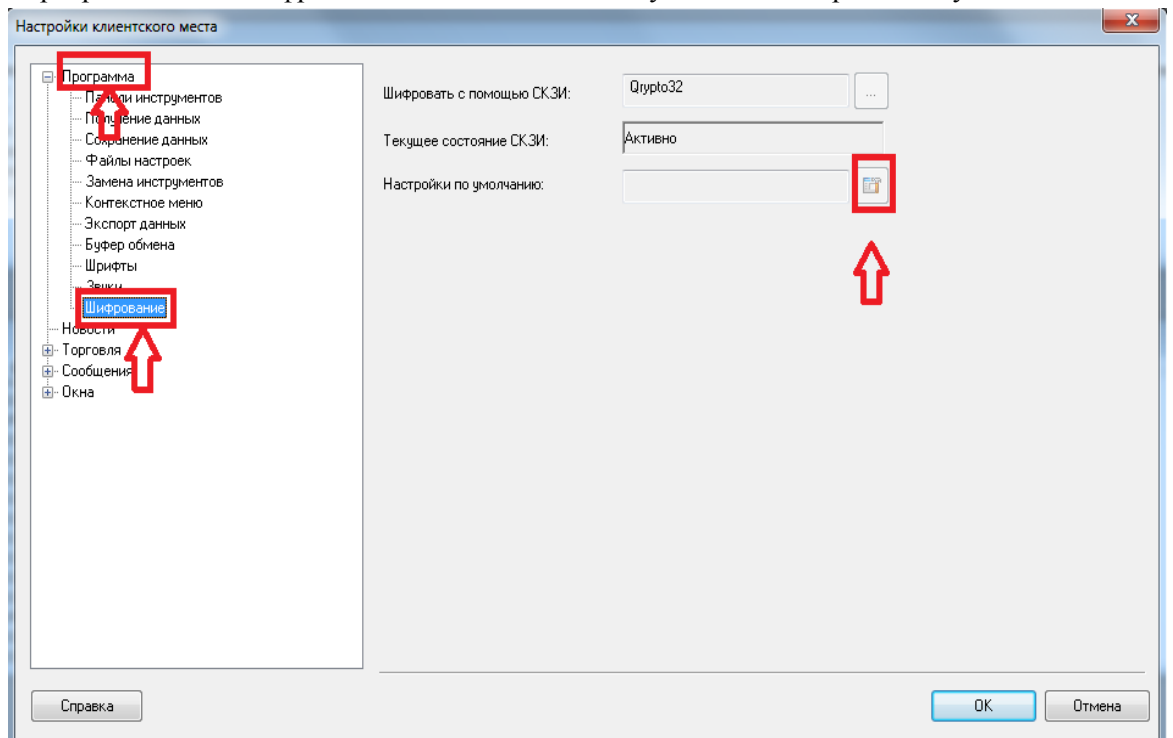 Настройки клиентского места
Программа
Панели инструментов
Получение данных
Сохранение данных
Файлы настроек
Замена инструментов
Контекстное меню
Экспорт данных
Буфер обмена
Шрифты
Звуки
Шифрование
Новости
Торговля
Сообщения
Окна
Шифровать с помощью СКЗИ: Qrypto32 ...
Текущее состояние СКЗИ: Активно
Настройки по умолчанию:
Справка OK Отмена